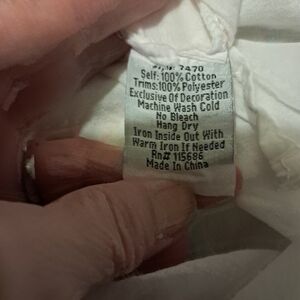 7470
Self: 100% Cotton
Trims: 100% Polyester
Exclusive Of Decoration
Machine Wash Cold
No Bleach
Hang Dry
Iron Inside Out With
Warm Iron If Needed
Rn# 115686
Made In China